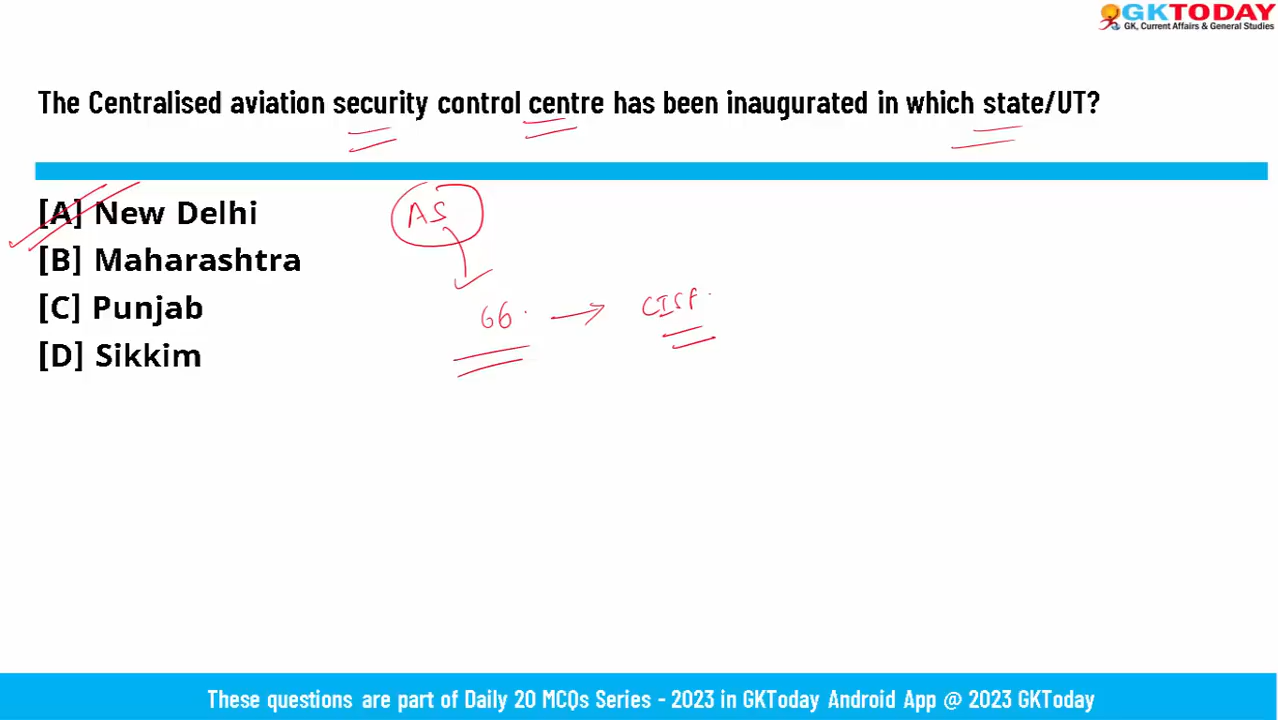 GKTODAY
GK, Current Affairs & General Studies
The Centralised aviation security control centre has been inaugurated in which state/UT?
[A] New Delhi
[B] Maharashtra
[C] Punjab
[D] Sikkim
AS
66. → CISF.
These questions are part of Daily 20 MCQs Series - 2023 in GKToday Android App @ 2023 GKToday